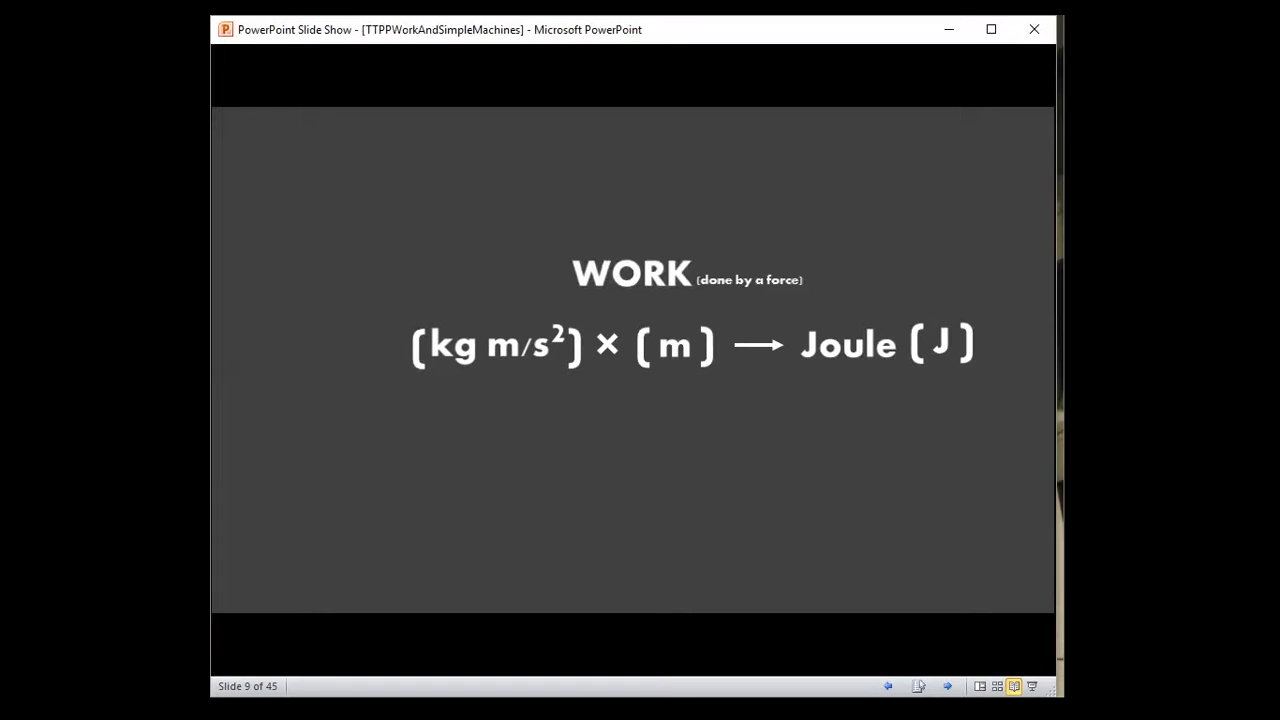 PowerPoint Slide Show - [TTPPWorkAndSimpleMachines] - Microsoft PowerPoint
WORK (done by a force)
(kg m/s²) × ( m ) → Joule ( J )
Slide 9 of 45